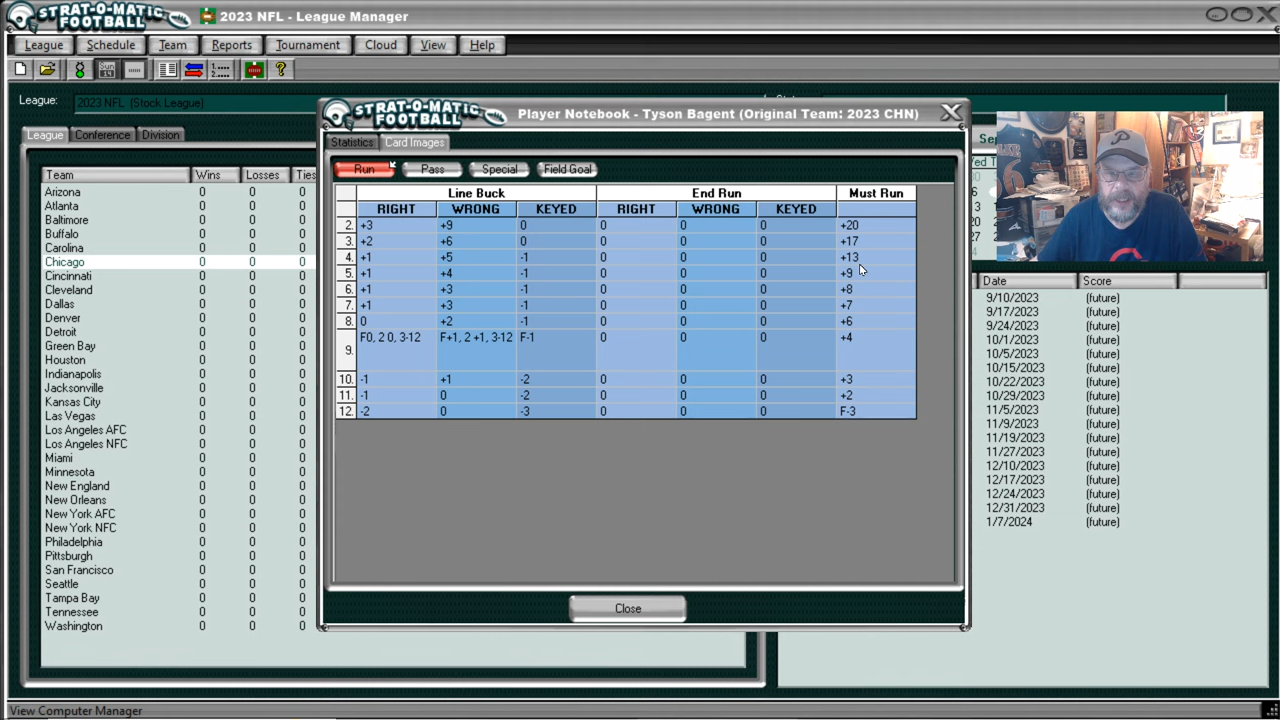 STRAT-O-MATIC FOOTBALL 2023 NFL - League Manager
League Schedule Team Reports Tournament Cloud View Help
League: 2023 NFL (Stock League)
League Conference Division
Team Wins Losses Ties
Arizona 0 0 0
Atlanta 0 0 0
Baltimore 0 0 0
Buffalo 0 0 0
Carolina 0 0 0
Chicago 0 0 0
Cincinnati 0 0 0
Cleveland 0 0 0
Dallas 0 0 0
Denver 0 0 0
Detroit 0 0 0
Green Bay 0 0 0
Houston 0 0 0
Indianapolis 0 0 0
Jacksonville 0 0 0
Kansas City 0 0 0
Las Vegas 0 0 0
Los Angeles AFC 0 0 0
Los Angeles NFC 0 0 0
Miami 0 0 0
Minnesota 0 0 0
New England 0 0 0
New Orleans 0 0 0
New York AFC 0 0 0
New York NFC 0 0 0
Philadelphia 0 0 0
Pittsburgh 0 0 0
San Francisco 0 0 0
Seattle 0 0 0
Tampa Bay 0 0 0
Tennessee 0 0 0
Washington 0 0 0
STRAT-O-MATIC FOOTBALL Player Notebook - Tyson Bagent (Original Team: 2023 CHN)
Statistics Card Images
Run Pass Special Field Goal
Line Buck End Run Must Run
RIGHT WRONG KEYED RIGHT WRONG KEYED
2. +3 +9 0 0 0 0 +20
3. +2 +6 0 0 0 0 +17
4. +1 +5 -1 0 0 0 +13
5. +1 +4 -1 0 0 0 +9
6. +1 +3 -1 0 0 0 +8
7. +1 +3 -1 0 0 0 +7
8. 0 +2 -1 0 0 0 +6
9. F0, 2 0, 3-12 F+1, 2 +1, 3-12 F-1 0 0 0 +4
10. -1 +1 -2 0 0 0 +3
11. -1 0 -2 0 0 0 +2
12. -2 0 -3 0 0 0 F-3
Close
Date Score
9/10/2023 (future)
9/17/2023 (future)
9/24/2023 (future)
10/1/2023 (future)
10/5/2023 (future)
10/15/2023 (future)
10/22/2023 (future)
10/29/2023 (future)
11/5/2023 (future)
11/9/2023 (future)
11/19/2023 (future)
11/27/2023 (future)
12/10/2023 (future)
12/17/2023 (future)
12/24/2023 (future)
12/31/2023 (future)
1/7/2024 (future)
View Computer Manager